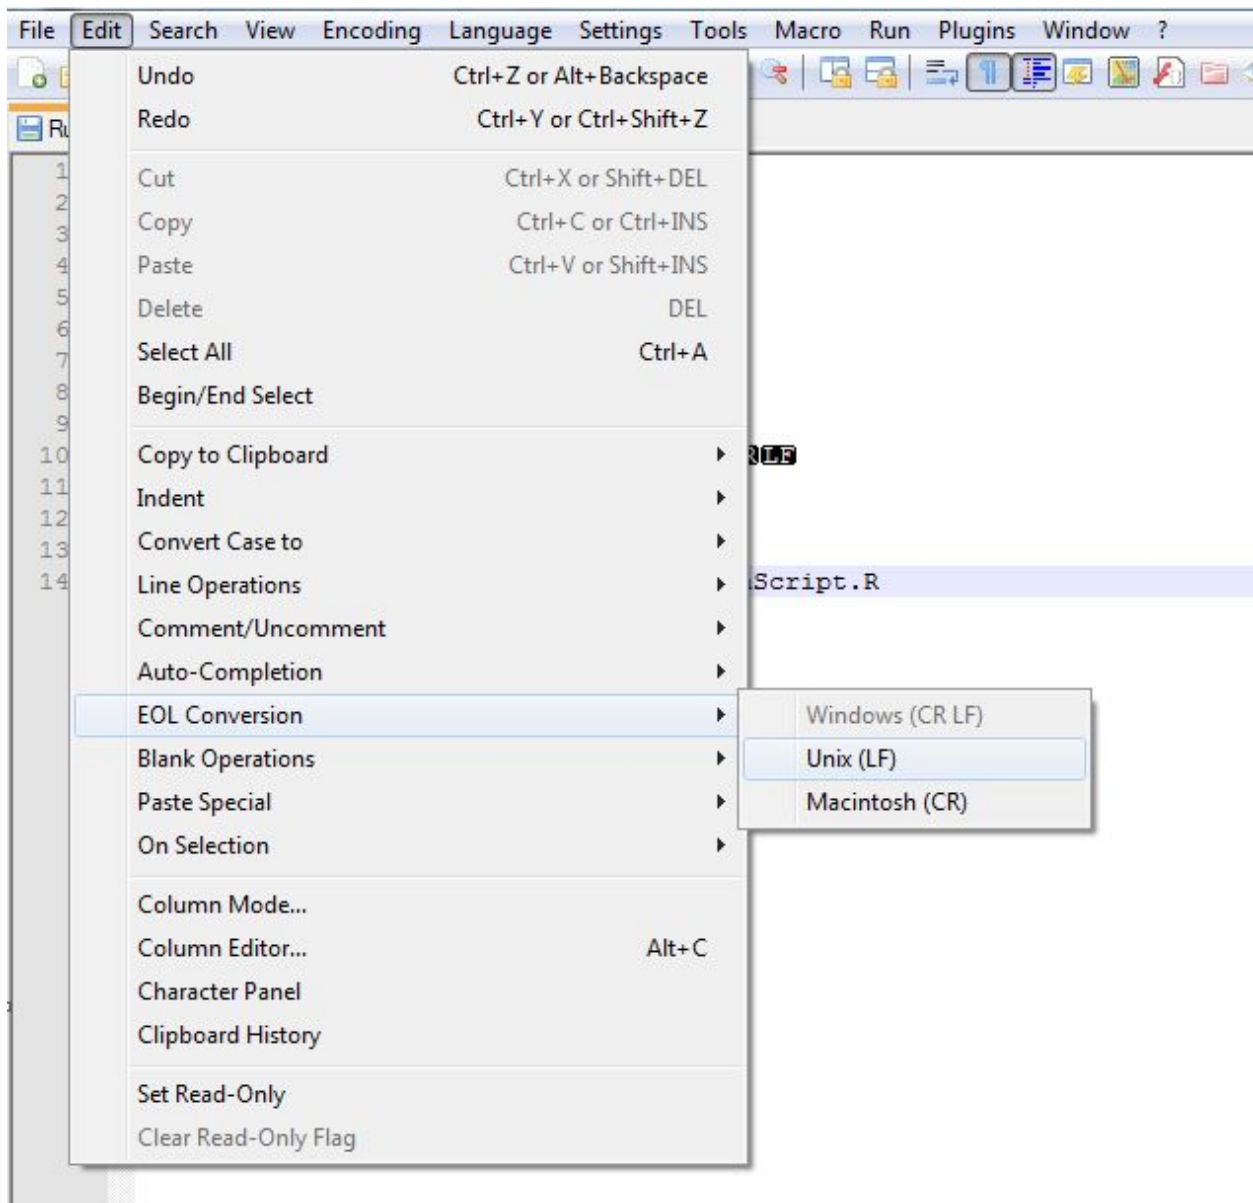 File Edit Search View Encoding Language Settings Tools Macro Run Plugins Window ?
Undo Ctrl+Z or Alt+Backspace
Redo Ctrl+Y or Ctrl+Shift+Z
1
Cut Ctrl+X or Shift+DEL
2
Copy Ctrl+C or Ctrl+INS
3
4 Paste Ctrl+V or Shift+INS
5
Delete DEL
6
7 Select All Ctrl+A
8 Begin/End Select
9
10 Copy to Clipboard LF
11 Indent
12
13 Convert Case to
14 Line Operations Script.R
Comment/Uncomment
Auto-Completion
EOL Conversion Windows (CR LF)
Blank Operations Unix (LF)
Paste Special Macintosh (CR)
On Selection
Column Mode...
Column Editor... Alt+C
Character Panel
Clipboard History
Set Read-Only
Clear Read-Only Flag